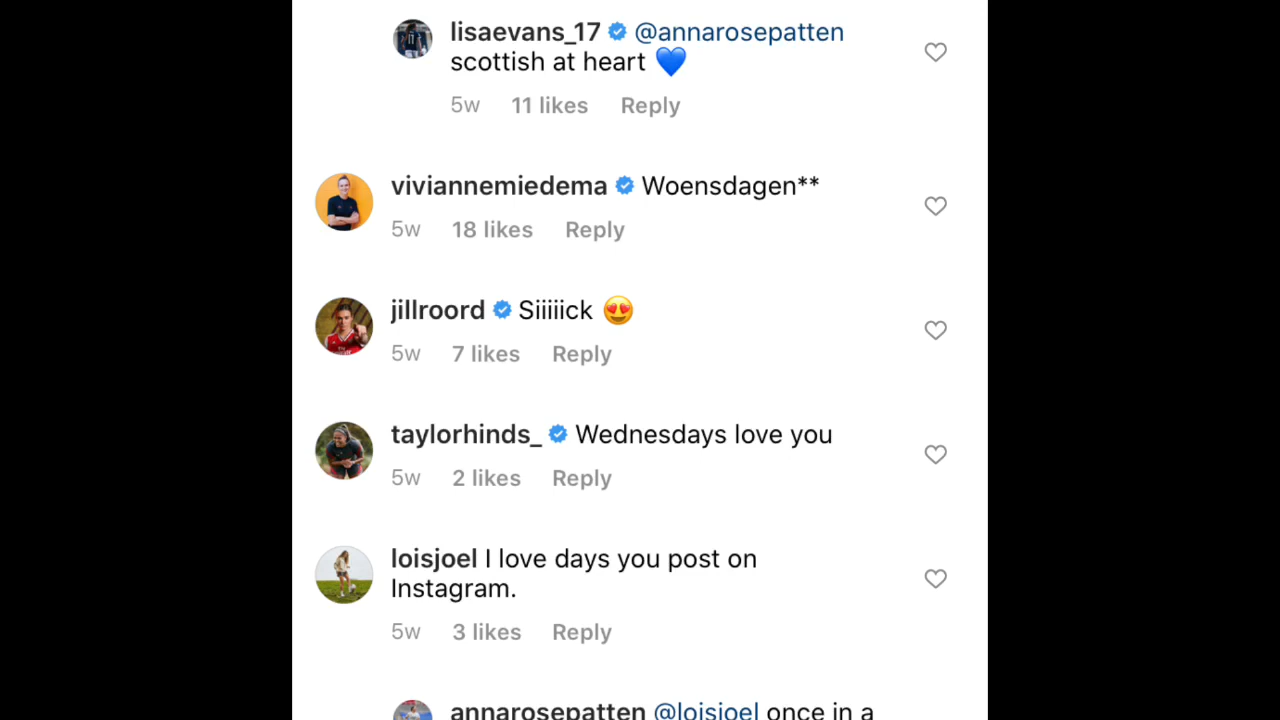 lisaevans_17 @annarosepatten
scottish at heart 💙
5w 11 likes Reply
viviannemiedema Woensdagen**
5w 18 likes Reply
jillroord Siiiiick 😍
5w 7 likes Reply
taylorhinds_ Wednesdays love you
5w 2 likes Reply
loisjoel I love days you post on
Instagram.
5w 3 likes Reply
annarosepatten @loisjoel once in a